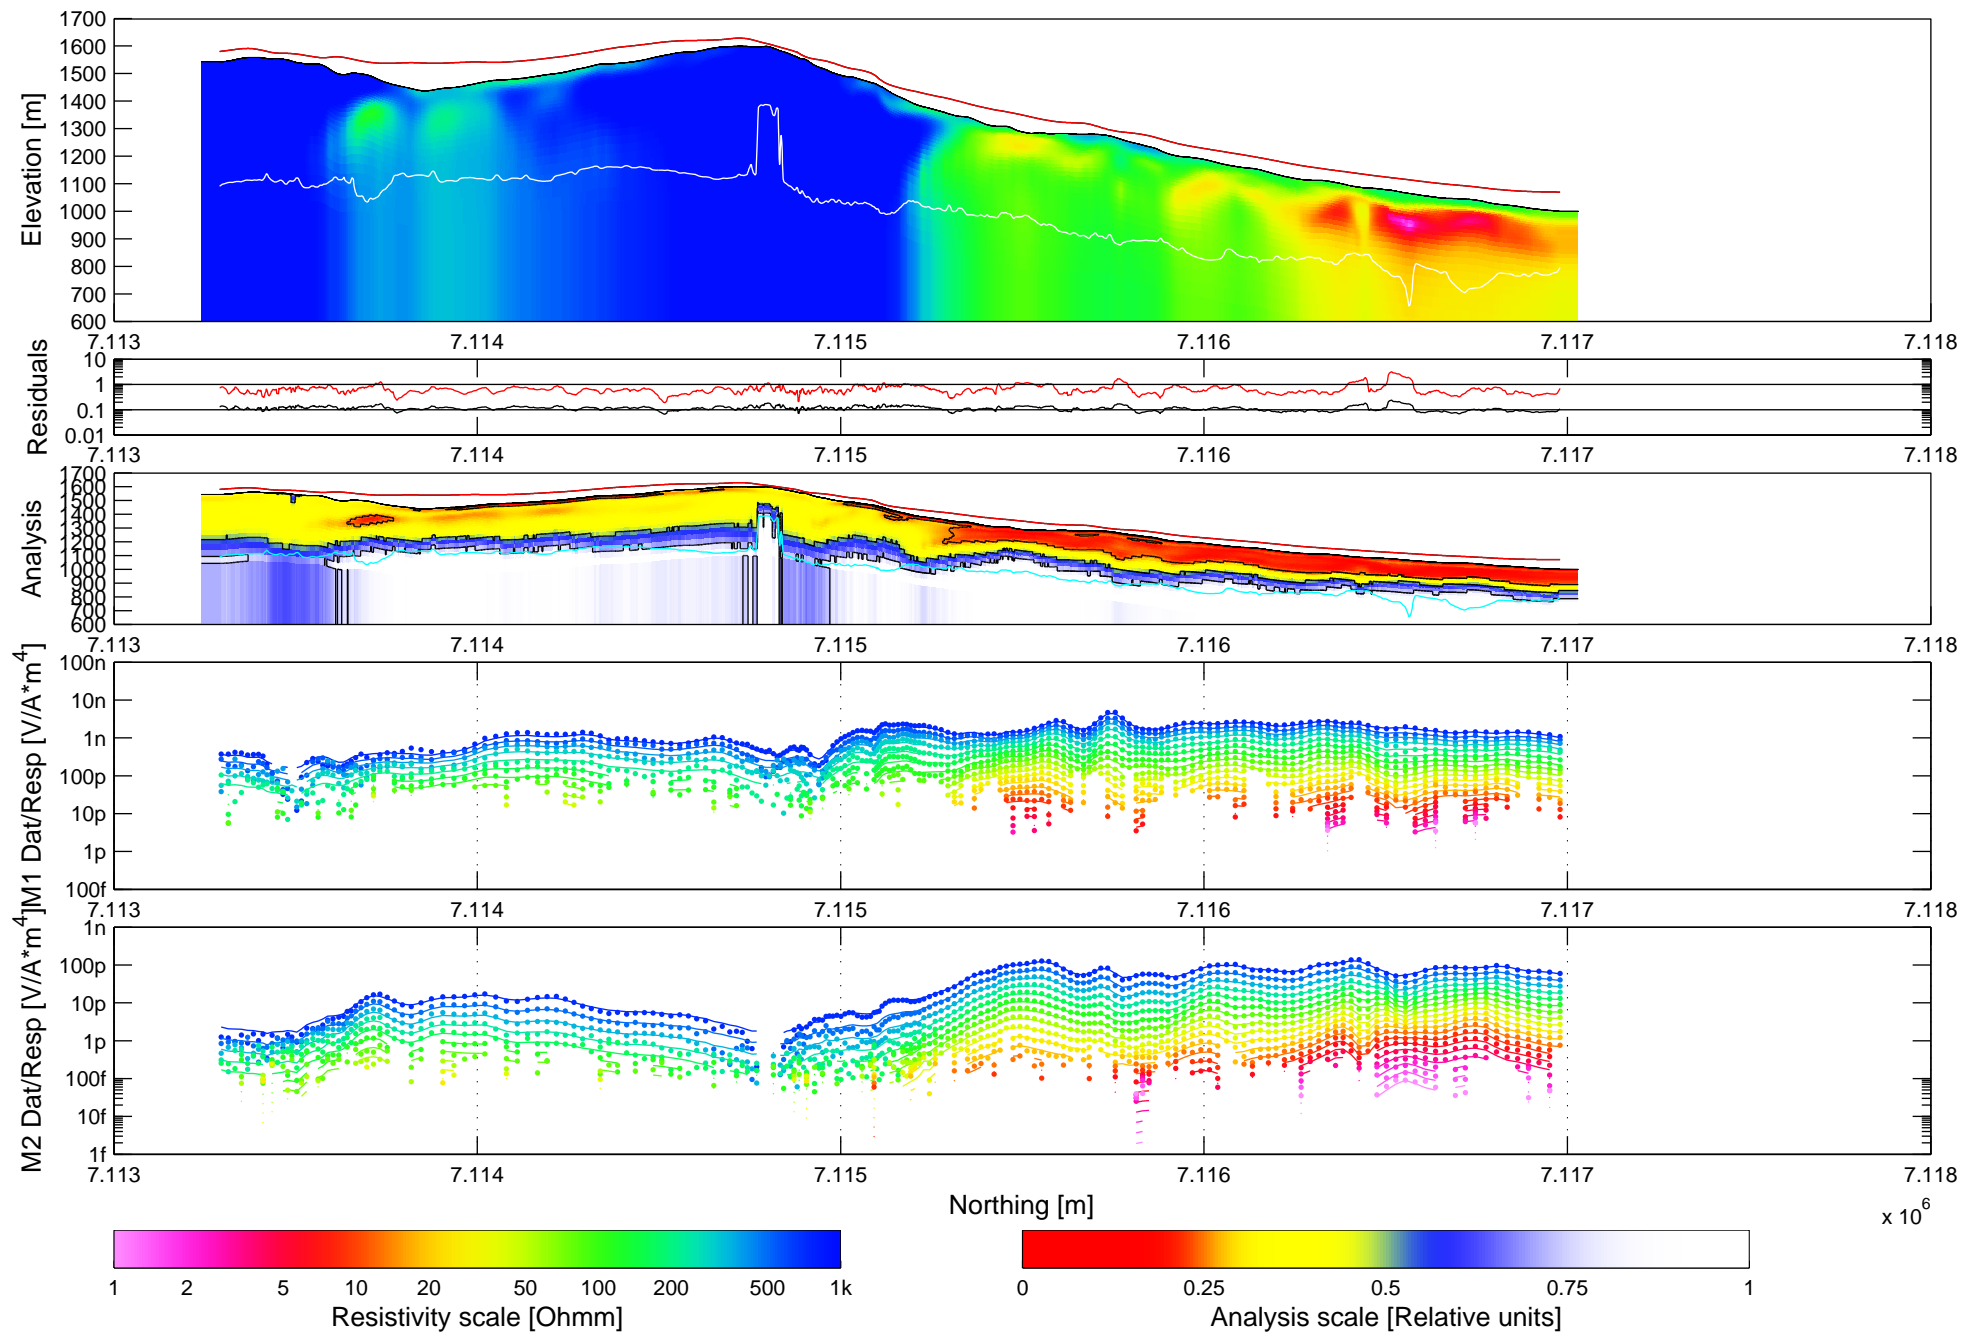 1700
1600
1500
1400
1300
1200
1100
1000
900
800
700
600
Elevation [m]
7.113 7.114 7.115 7.116 7.117 7.118
10
1
0.1
0.01
Residuals
7.113 7.114 7.115 7.116 7.117 7.118
1700
1600
1500
1400
1300
1200
1100
1000
900
800
700
600
Analysis
7.113 7.114 7.115 7.116 7.117 7.118
100n
10n
1n
100p
10p
1p
100f
M1 Dat/Resp [V/A*m4]
7.113 7.114 7.115 7.116 7.117 7.118
1n
100p
10p
1p
100f
10f
1f
M2 Dat/Resp [V/A*m4]
7.113 7.114 7.115 7.116 7.117 7.118
Northing [m]
x 10^6
1 2 5 10 20 50 100 200 500 1k
Resistivity scale [Ohmm]
0 0.25 0.5 0.75 1
Analysis scale [Relative units]